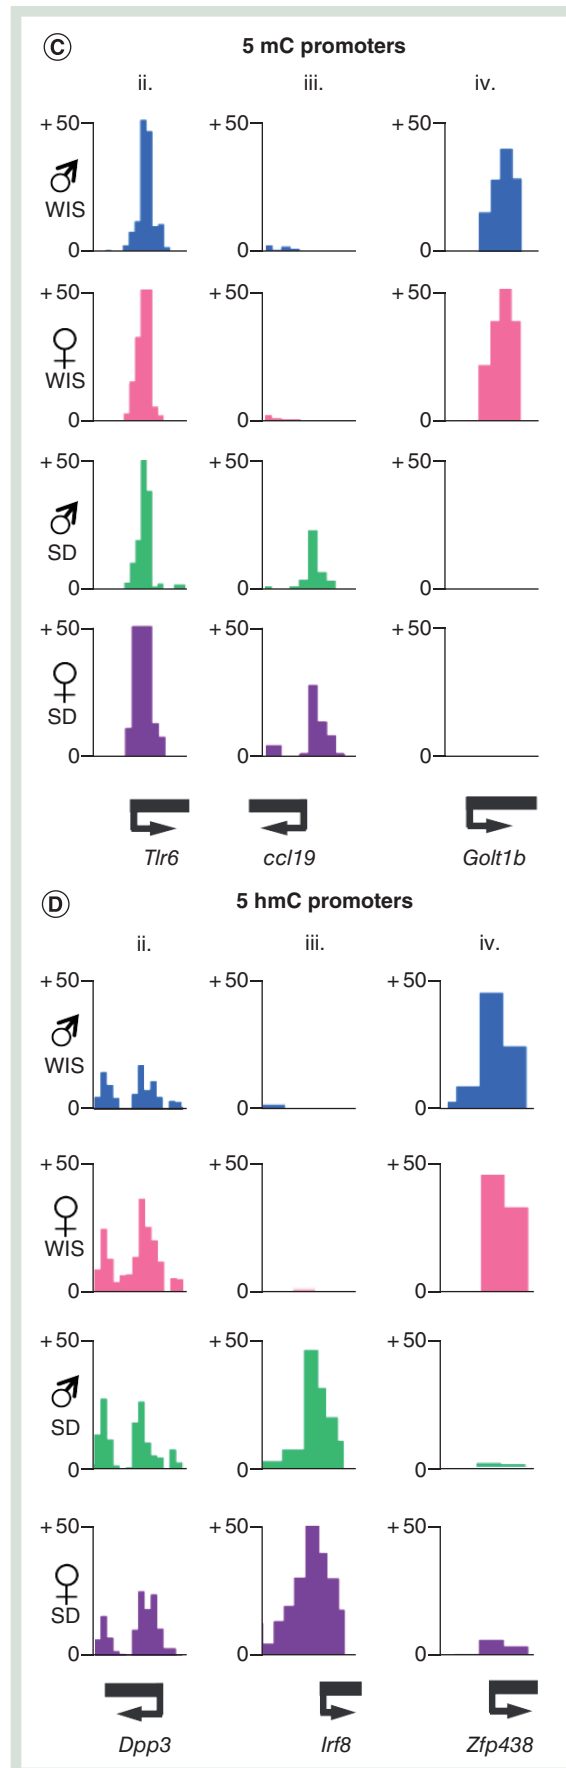 C 5 mC promoters
ii. iii. iv.
+50 +50 +50
♂ WIS
0 0 0
+50 +50 +50
♀ WIS
0 0 0
+50 +50 +50
♂ SD
0 0 0
+50 +50 +50
♀ SD
0 0 0
Tlr6 ccl19 Golt1b
D 5 hmC promoters
ii. iii. iv.
+50 +50 +50
♂ WIS
0 0 0
+50 +50 +50
♀ WIS
0 0 0
+50 +50 +50
♂ SD
0 0 0
+50 +50 +50
♀ SD
0 0 0
Dpp3 Irf8 Zfp438